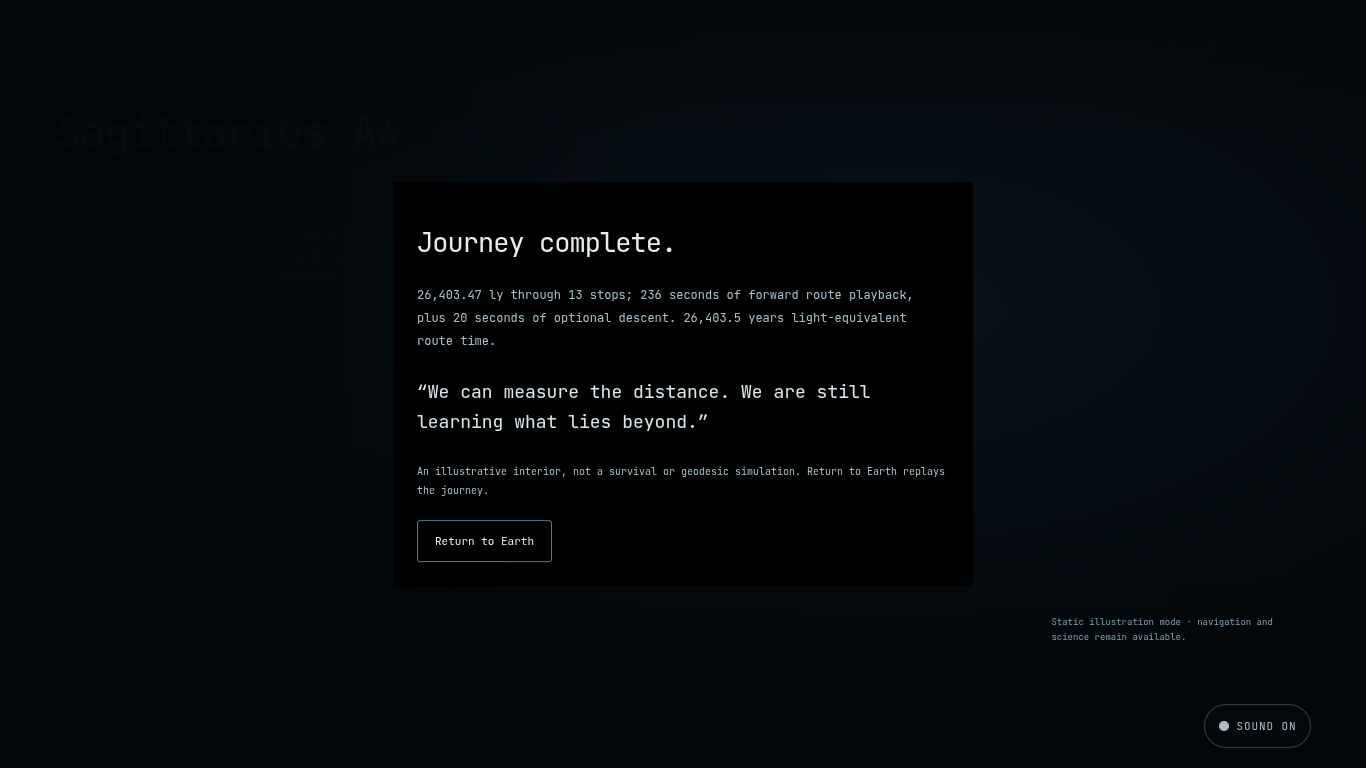 Sagittarius A*
Journey complete.
26,403.47 ly through 13 stops; 236 seconds of forward route playback,
plus 20 seconds of optional descent. 26,403.5 years light-equivalent
route time.
“We can measure the distance. We are still
learning what lies beyond.”
An illustrative interior, not a survival or geodesic simulation. Return to Earth replays
the journey.
Return to Earth
Static illustration mode · navigation and
science remain available.
SOUND ON